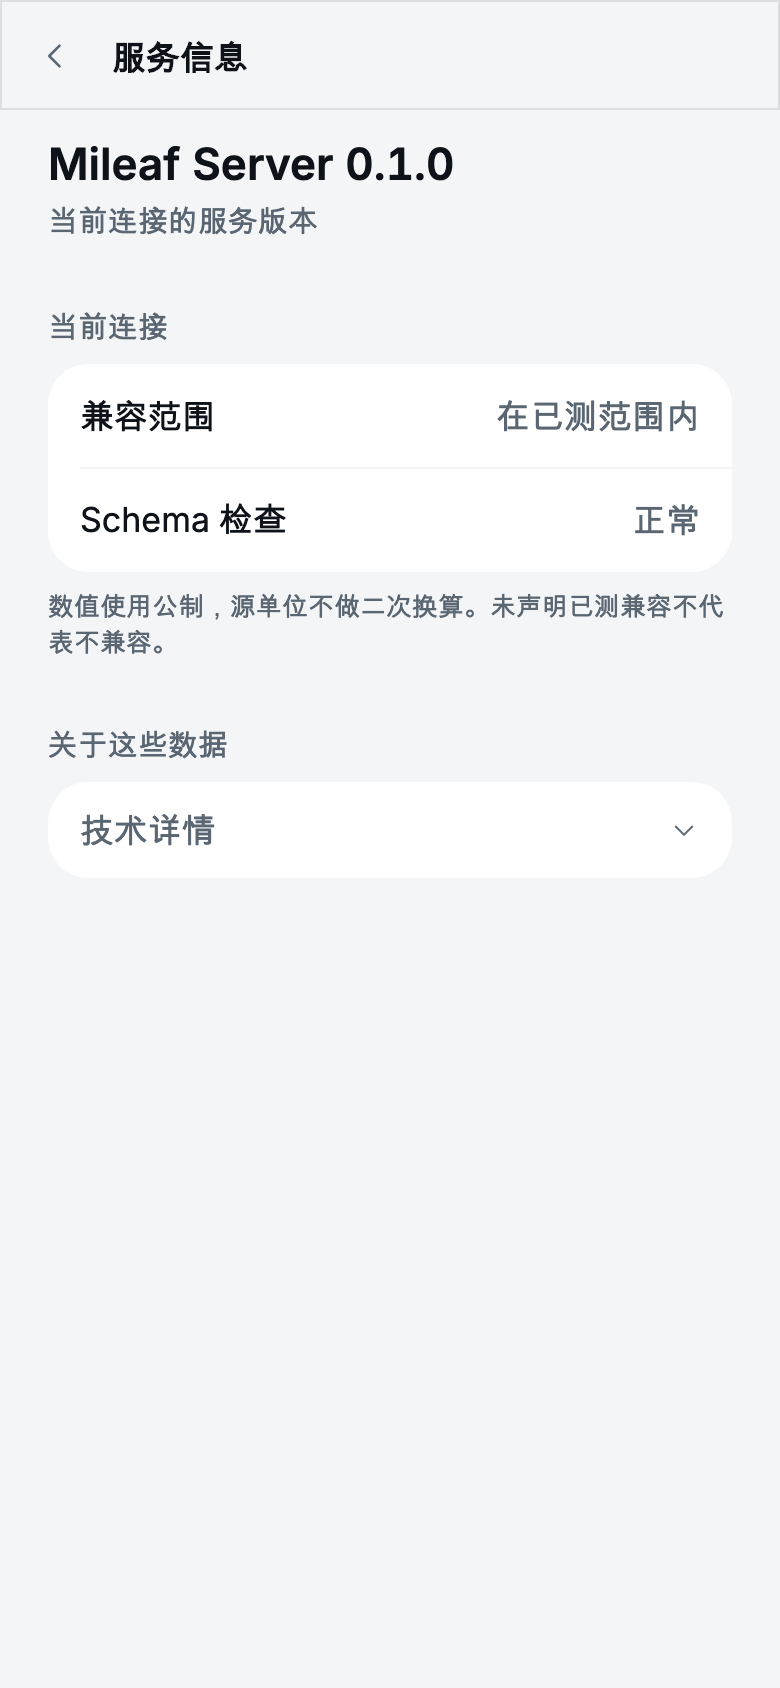 服务信息
Mileaf Server 0.1.0
当前连接的服务版本
当前连接
兼容范围 在已测范围内
Schema 检查 正常
数值使用公制，源单位不做二次换算。未声明已测兼容不代
表不兼容。
关于这些数据
技术详情